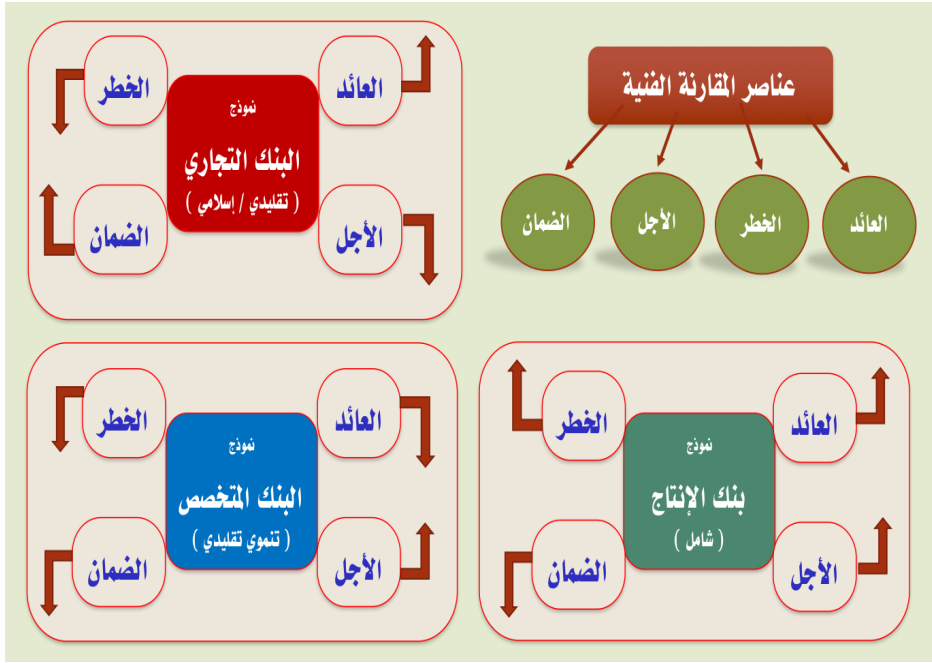 عناصر المقارنة الفنية
العائد
الخطر
الأجل
الضمان
العائد
الخطر
نموذج
البنك التجاري
( تقليدي / إسلامي )
الأجل
الضمان
العائد
الخطر
نموذج
بنك الإنتاج
( شامل )
الأجل
الضمان
العائد
الخطر
نموذج
البنك المتخصص
( تنموي تقليدي )
الأجل
الضمان